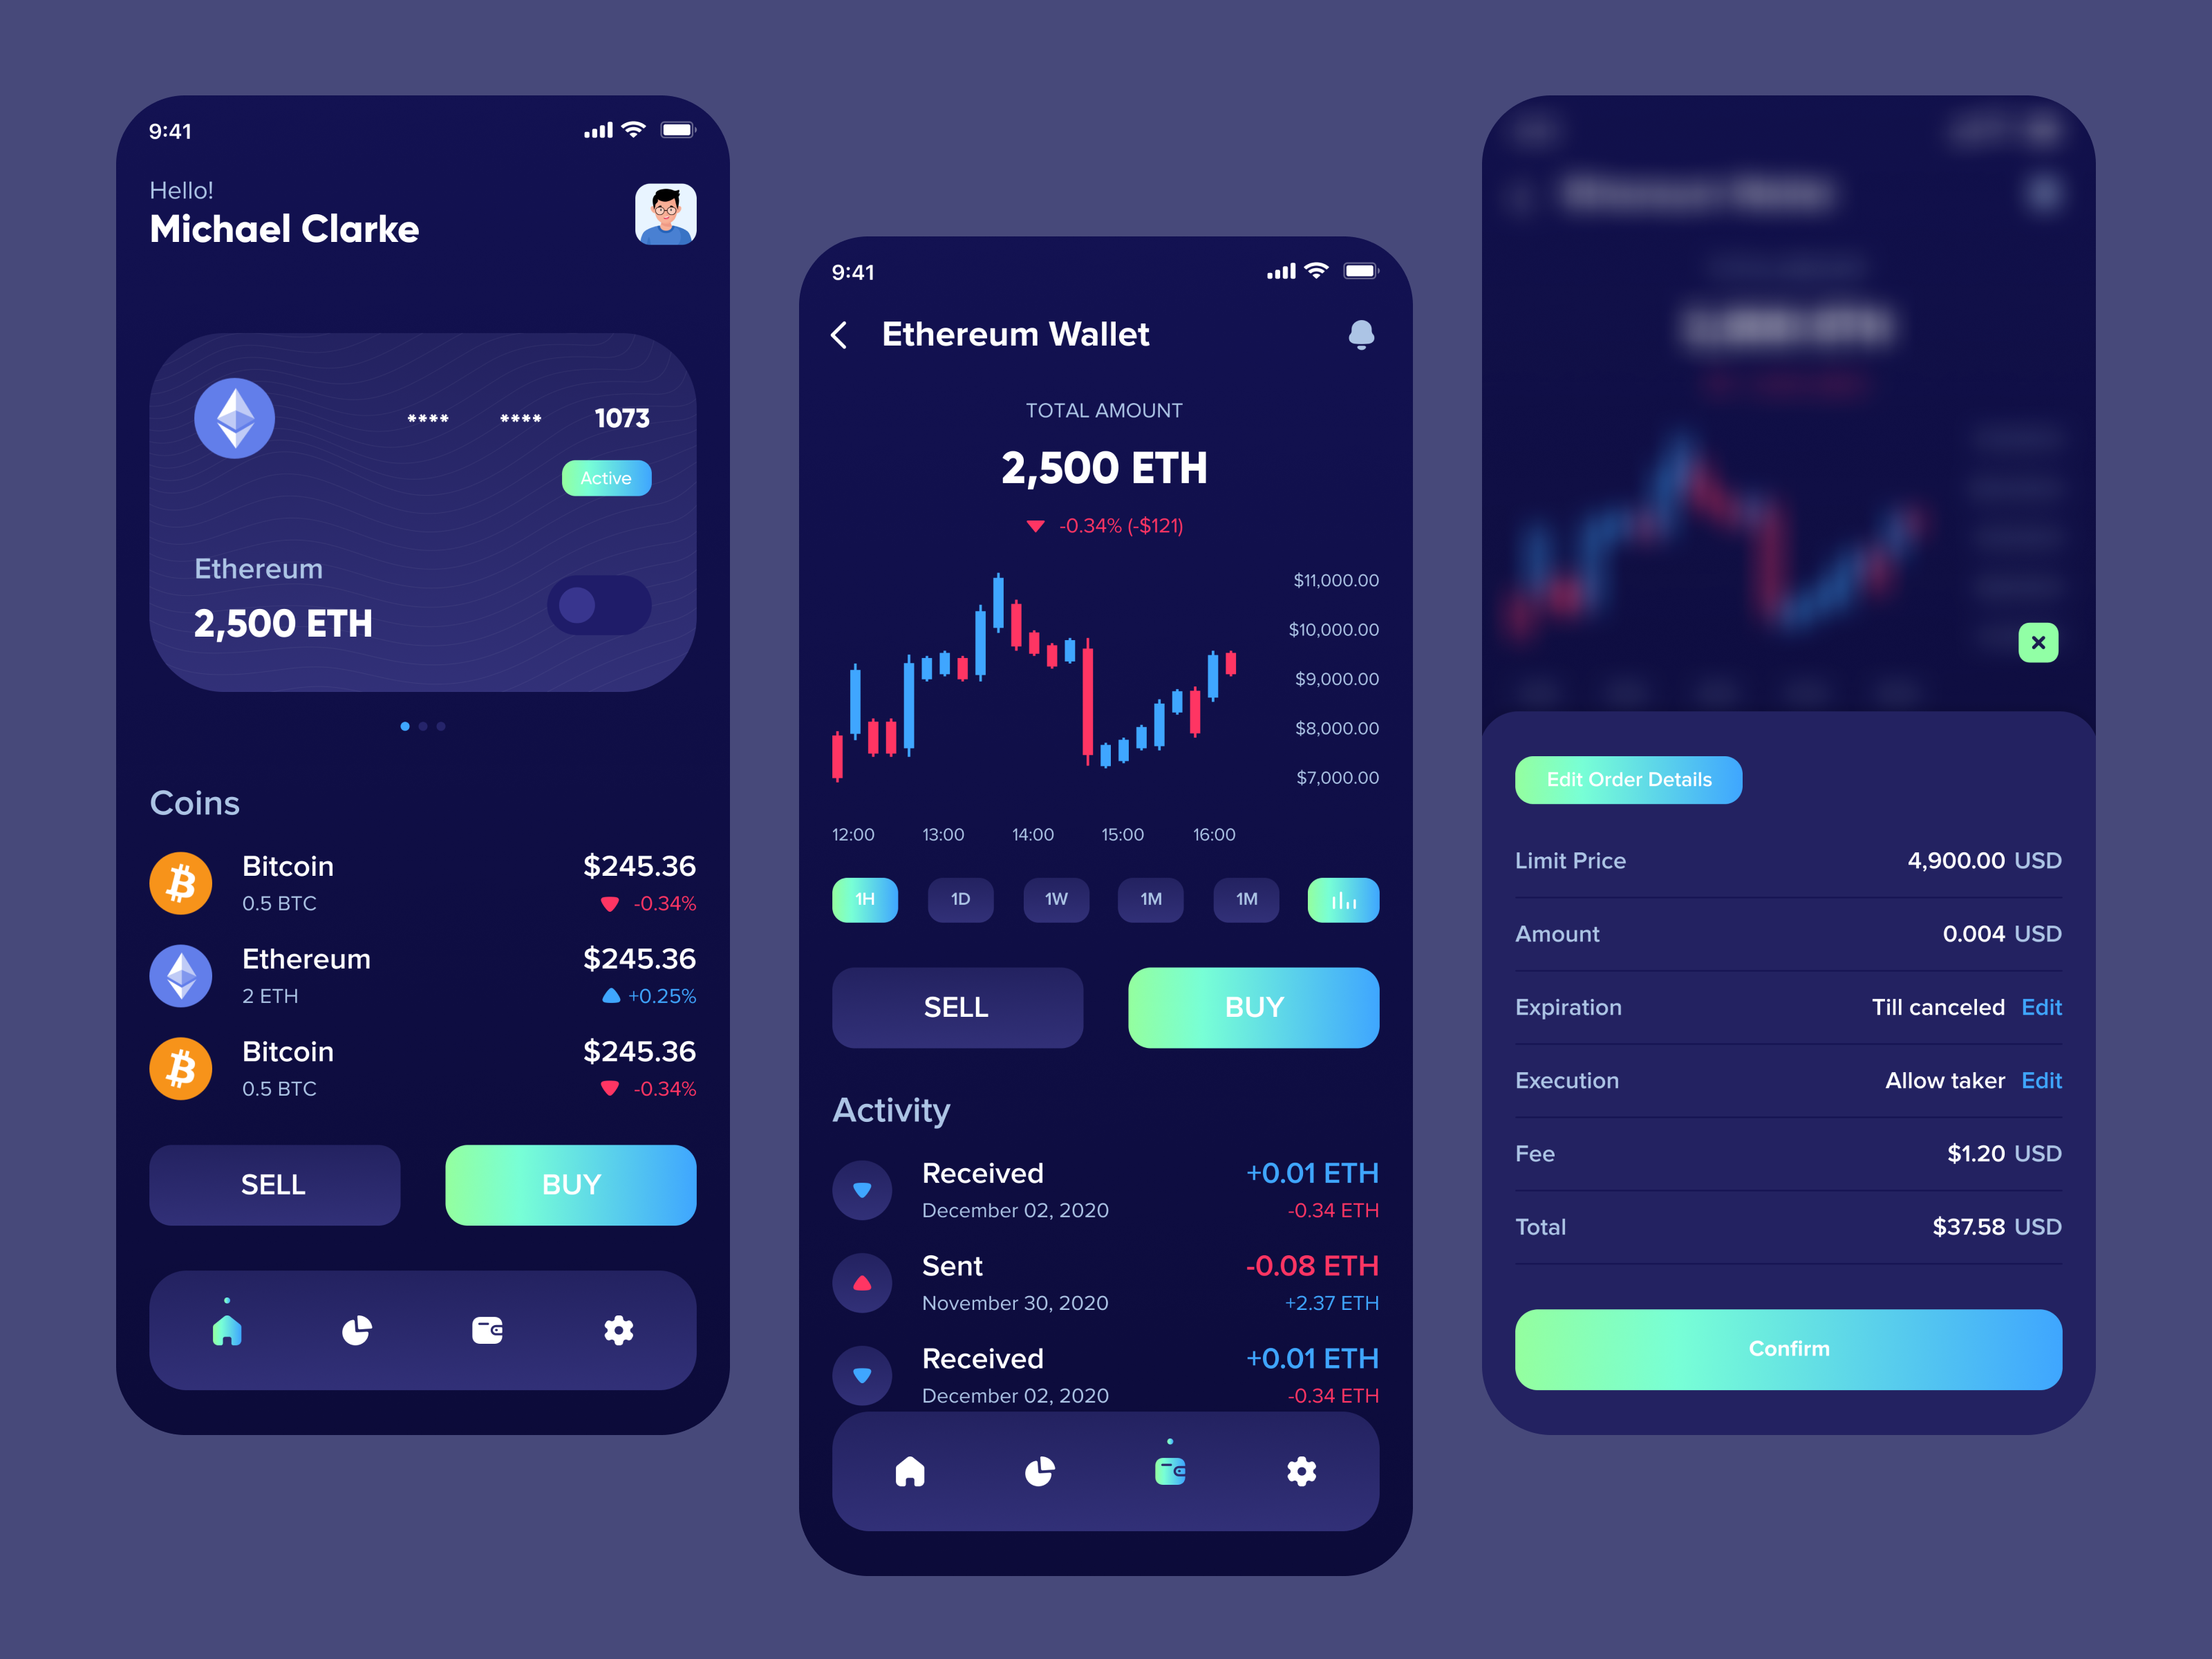 9:41
Hello!
Michael Clarke
**** **** 1073
Active
Ethereum
2,500 ETH
Coins
Bitcoin $245.36
0.5 BTC -0.34%
Ethereum $245.36
2 ETH +0.25%
Bitcoin $245.36
0.5 BTC -0.34%
SELL BUY
9:41
Ethereum Wallet
TOTAL AMOUNT
2,500 ETH
-0.34% (-$121)
$11,000.00
$10,000.00
$9,000.00
$8,000.00
$7,000.00
12:00 13:00 14:00 15:00 16:00
1H 1D 1W 1M 1M
SELL BUY
Activity
Received +0.01 ETH
December 02, 2020 -0.34 ETH
Sent -0.08 ETH
November 30, 2020 +2.37 ETH
Received +0.01 ETH
December 02, 2020 -0.34 ETH
Edit Order Details
Limit Price 4,900.00 USD
Amount 0.004 USD
Expiration Till canceled Edit
Execution Allow taker Edit
Fee $1.20 USD
Total $37.58 USD
Confirm